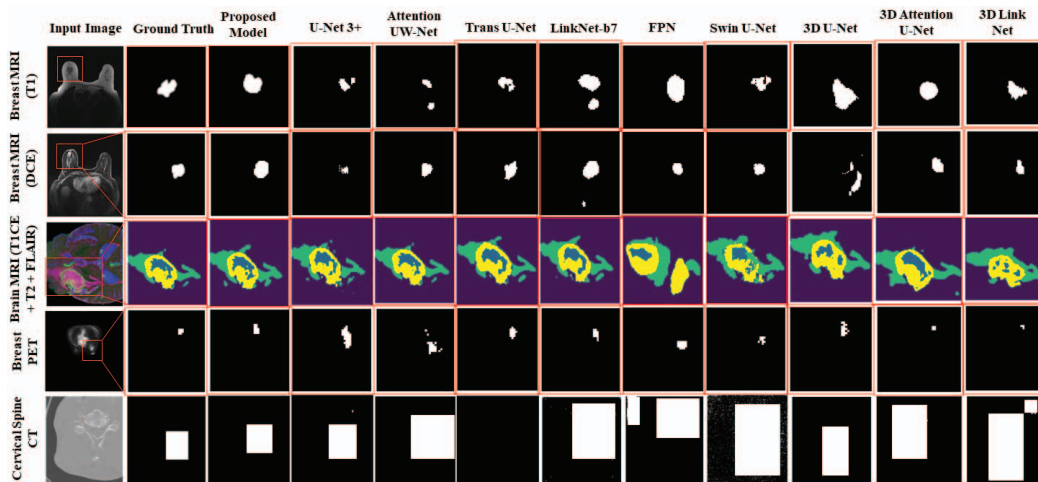 Input Image Ground Truth Proposed Model U-Net 3+ Attention UW-Net Trans U-Net LinkNet-b7 FPN Swin U-Net 3D U-Net 3D Attention U-Net 3D Link Net
Breast MRI
(T1)
Breast MRI
(DCE)
Brain MRI (T1CE
+ T2 + FLAIR)
Breast
PET
Cervical Spine
CT